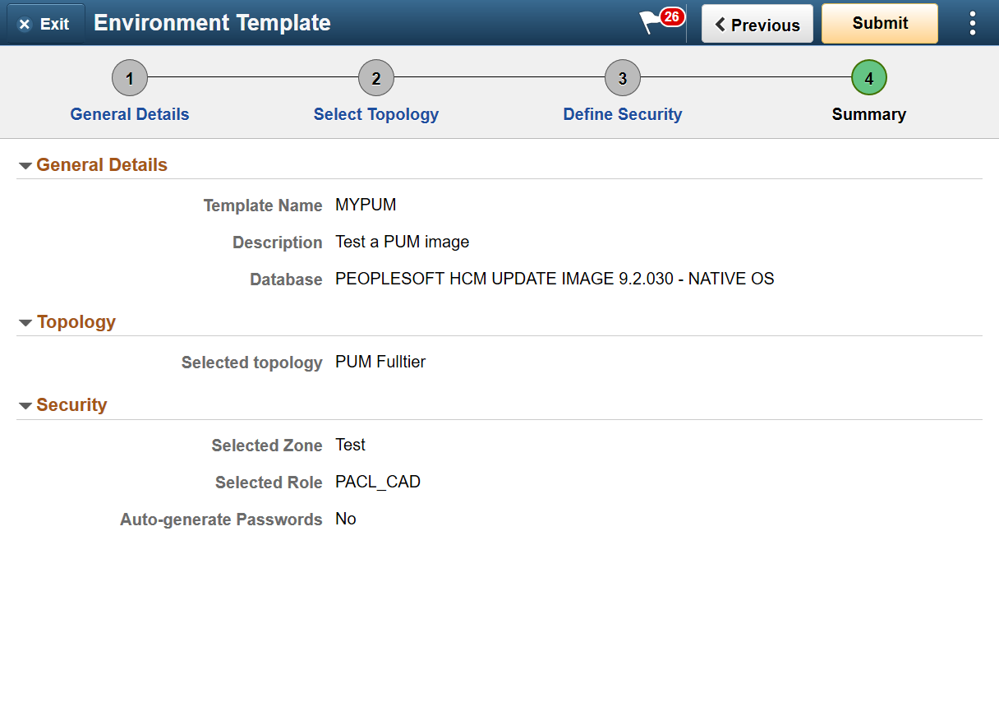 Exit
Environment Template
26
Previous
Submit
1
2
3
4
General Details
Select Topology
Define Security
Summary
General Details
Template Name MYPUM
Description Test a PUM image
Database PEOPLESOFT HCM UPDATE IMAGE 9.2.030 - NATIVE OS
Topology
Selected topology PUM Fulltier
Security
Selected Zone Test
Selected Role PACL_CAD
Auto-generate Passwords No